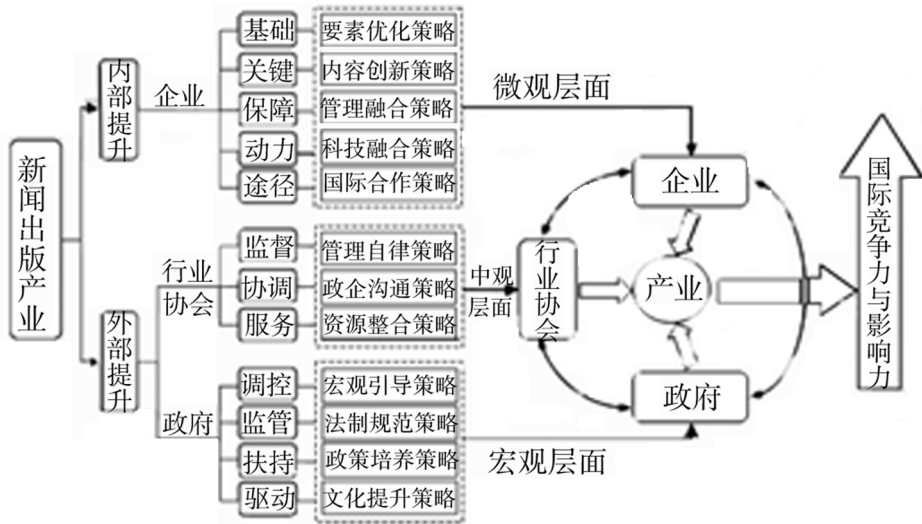 新闻出版产业
内部提升
企业
基础
要素优化策略
关键
内容创新策略
保障
管理融合策略
动力
科技融合策略
途径
国际合作策略
微观层面
外部提升
行业
协会
监督
管理自律策略
协调
政企沟通策略
服务
资源整合策略
中观
层面
政府
调控
宏观引导策略
监管
法制规范策略
扶持
政策培养策略
驱动
文化提升策略
宏观层面
企业
行业协会
产业
政府
国际竞争力与影响力